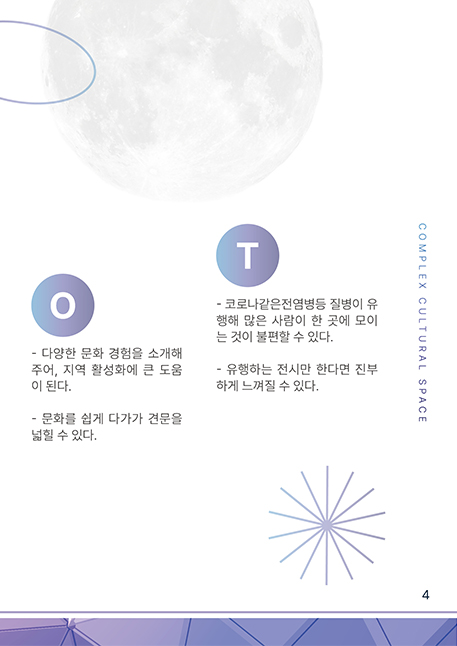 O
- 다양한 문화 경험을 소개해
주어, 지역 활성화에 큰 도움
이 된다.
- 문화를 쉽게 다가가 견문을
넓힐 수 있다.
T
- 코로나같은전염병등 질병이 유
행해 많은 사람이 한 곳에 모이
는 것이 불편할 수 있다.
- 유행하는 전시만 한다면 진부
하게 느껴질 수 있다.
COMPLEX CULTURAL SPACE
4